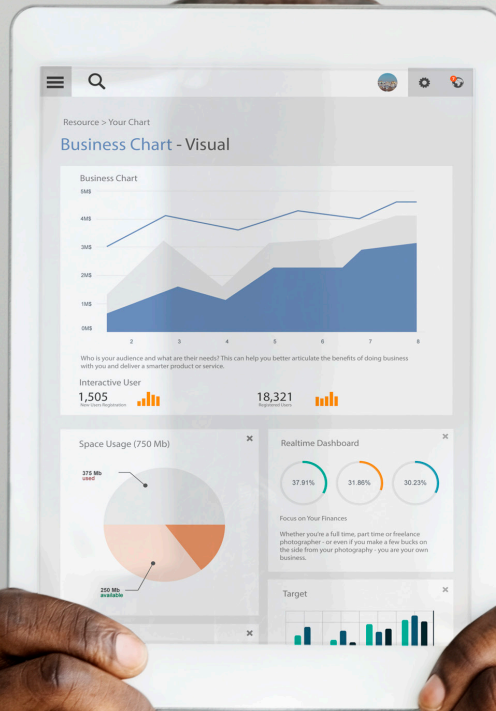 Resource > Your Chart
Business Chart - Visual
Business Chart
5M$
4M$
3M$
2M$
1M$
0M$
2 3 4 5 6 7 8
Who is your audience and what are their needs? This can help you better articulate the benefits of doing business
with you and deliver a smarter product or service.
Interactive User
1,505
New Users Registration
18,321
Registered Users
Space Usage (750 Mb)
375 Mb
used
250 Mb
available
Realtime Dashboard
37.91% 31.86% 30.23%
Focus on Your Finances
Whether you're a full time, part time or freelance
photographer - or even if you make a few bucks on
the side from your photography - you are your own
business.
Target